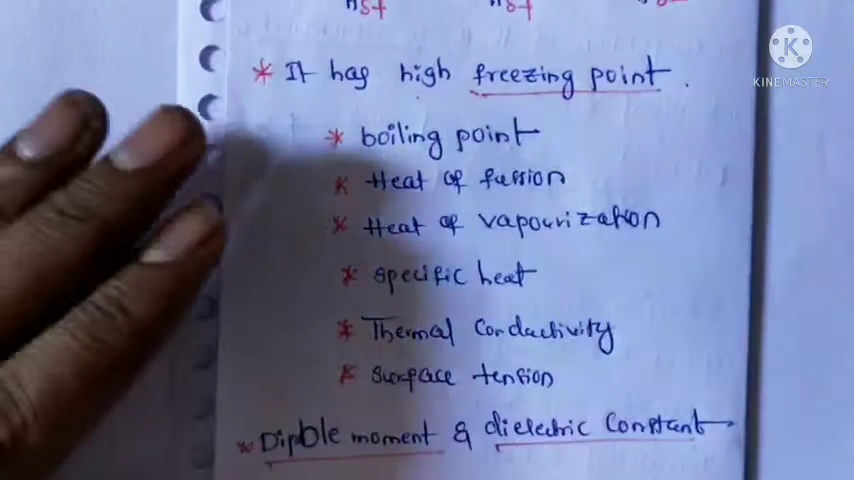 * It has high freezing point.
* boiling point
* Heat of fussion
* Heat of vapourization
* Specific heat
* Thermal Conductivity
* Surface tension
* Dipole moment & dielectric Constant
K
KINEMASTER